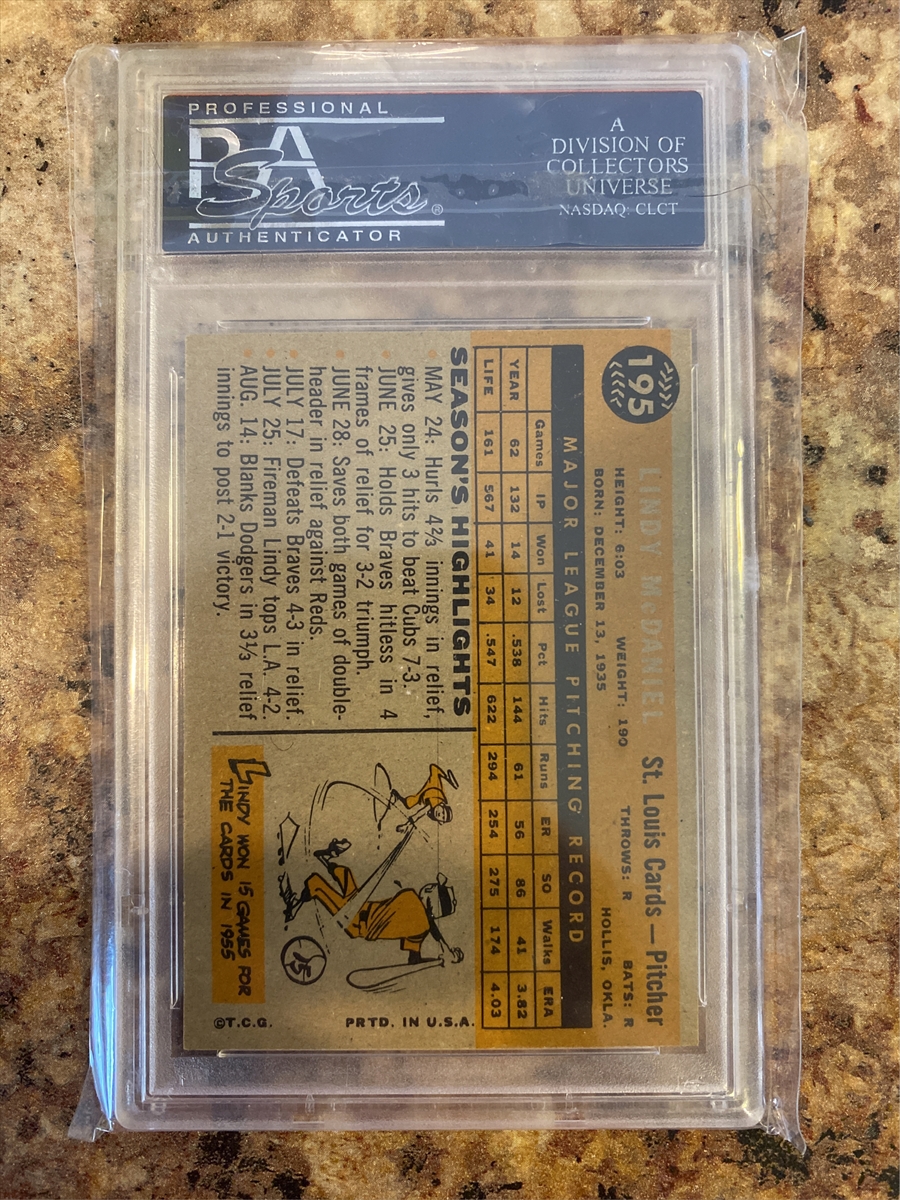 PROFESSIONAL
PSA
Sports®
AUTHENTICATOR
A
DIVISION OF
COLLECTORS
UNIVERSE
NASDAQ: CLCT
195
LINDY McDANIEL St. Louis Cards — Pitcher
HEIGHT: 6:03 WEIGHT: 190 THROWS: R BATS: R
BORN: DECEMBER 13, 1935 HOLLIS, OKLA.
MAJOR LEAGUE PITCHING RECORD
Games IP Won Lost Pct Hits Runs ER SO Walks ERA
YEAR 62 132 14 12 .538 144 61 56 86 41 3.82
LIFE 161 567 41 34 .547 622 294 254 275 174 4.03
SEASON'S HIGHLIGHTS
• MAY 24: Hurls 4⅔ innings in relief,
gives only 3 hits to beat Cubs 7-3.
• JUNE 25: Holds Braves hitless in 4
frames of relief for 3-2 triumph.
• JUNE 28: Saves both games of double-
header in relief against Reds.
• JULY 17: Defeats Braves 4-3 in relief.
• JULY 25: Fireman Lindy tops L.A. 4-2.
• AUG. 14: Blanks Dodgers in 3⅓ relief
innings to post 2-1 victory.
15
LINDY WON 15 GAMES FOR
THE CARDS IN 1955
©T.C.G. PRTD. IN U.S.A.